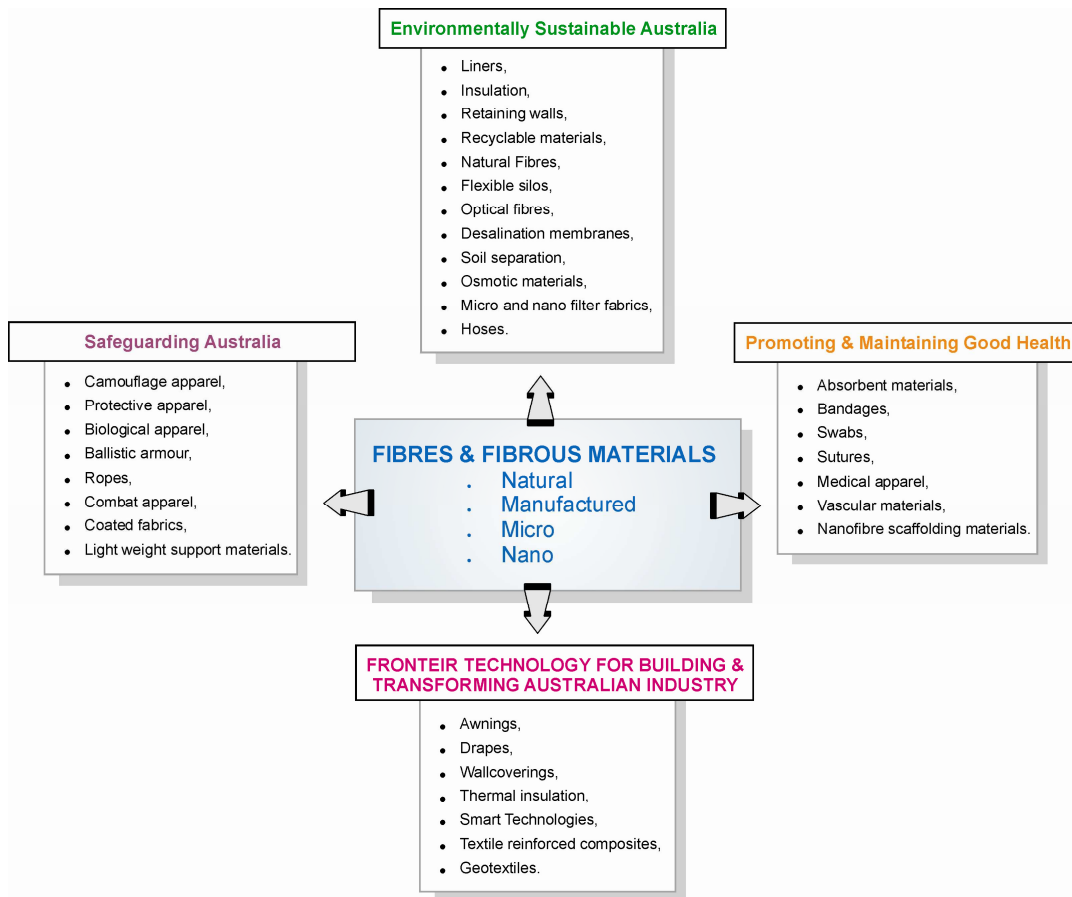 Environmentally Sustainable Australia
• Liners,
• Insulation,
• Retaining walls,
• Recyclable materials,
• Natural Fibres,
• Flexible silos,
• Optical fibres,
• Desalination membranes,
• Soil separation,
• Osmotic materials,
• Micro and nano filter fabrics,
• Hoses.
Safeguarding Australia
• Camouflage apparel,
• Protective apparel,
• Biological apparel,
• Ballistic armour,
• Ropes,
• Combat apparel,
• Coated fabrics,
• Light weight support materials.
FIBRES & FIBROUS MATERIALS
. Natural
. Manufactured
. Micro
. Nano
Promoting & Maintaining Good Health
• Absorbent materials,
• Bandages,
• Swabs,
• Sutures,
• Medical apparel,
• Vascular materials,
• Nanofibre scaffolding materials.
FRONTEIR TECHNOLOGY FOR BUILDING &
TRANSFORMING AUSTRALIAN INDUSTRY
• Awnings,
• Drapes,
• Wallcoverings,
• Thermal insulation,
• Smart Technologies,
• Textile reinforced composites,
• Geotextiles.